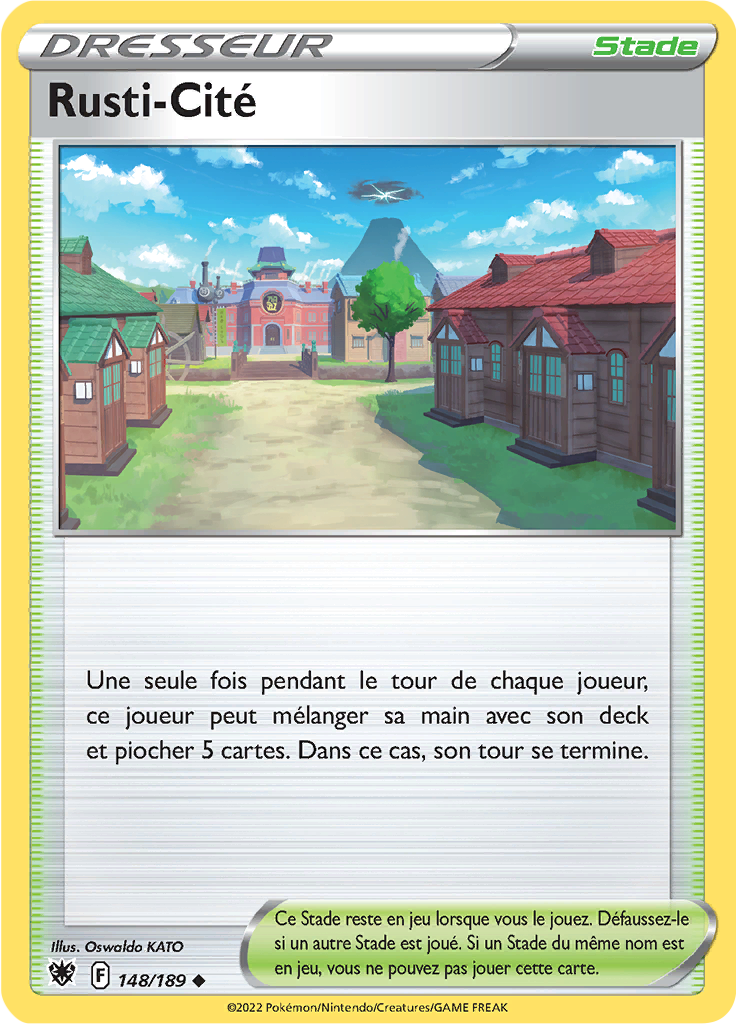 DRESSEUR
Stade
Rusti-Cité
Une seule fois pendant le tour de chaque joueur,
ce joueur peut mélanger sa main avec son deck
et piocher 5 cartes. Dans ce cas, son tour se termine.
Ce Stade reste en jeu lorsque vous le jouez. Défaussez-le
si un autre Stade est joué. Si un Stade du même nom est
en jeu, vous ne pouvez pas jouer cette carte.
Illus. Oswaldo KATO
F 148/189
©2022 Pokémon/Nintendo/Creatures/GAME FREAK